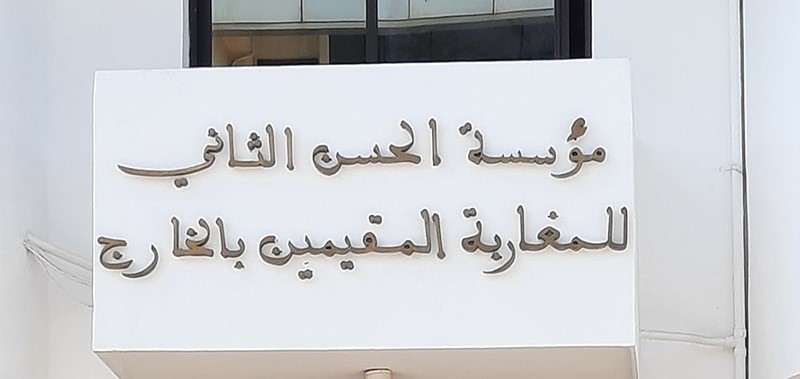 مؤسسة الحسن الثاني
للمغاربة المقيمين بالخارج